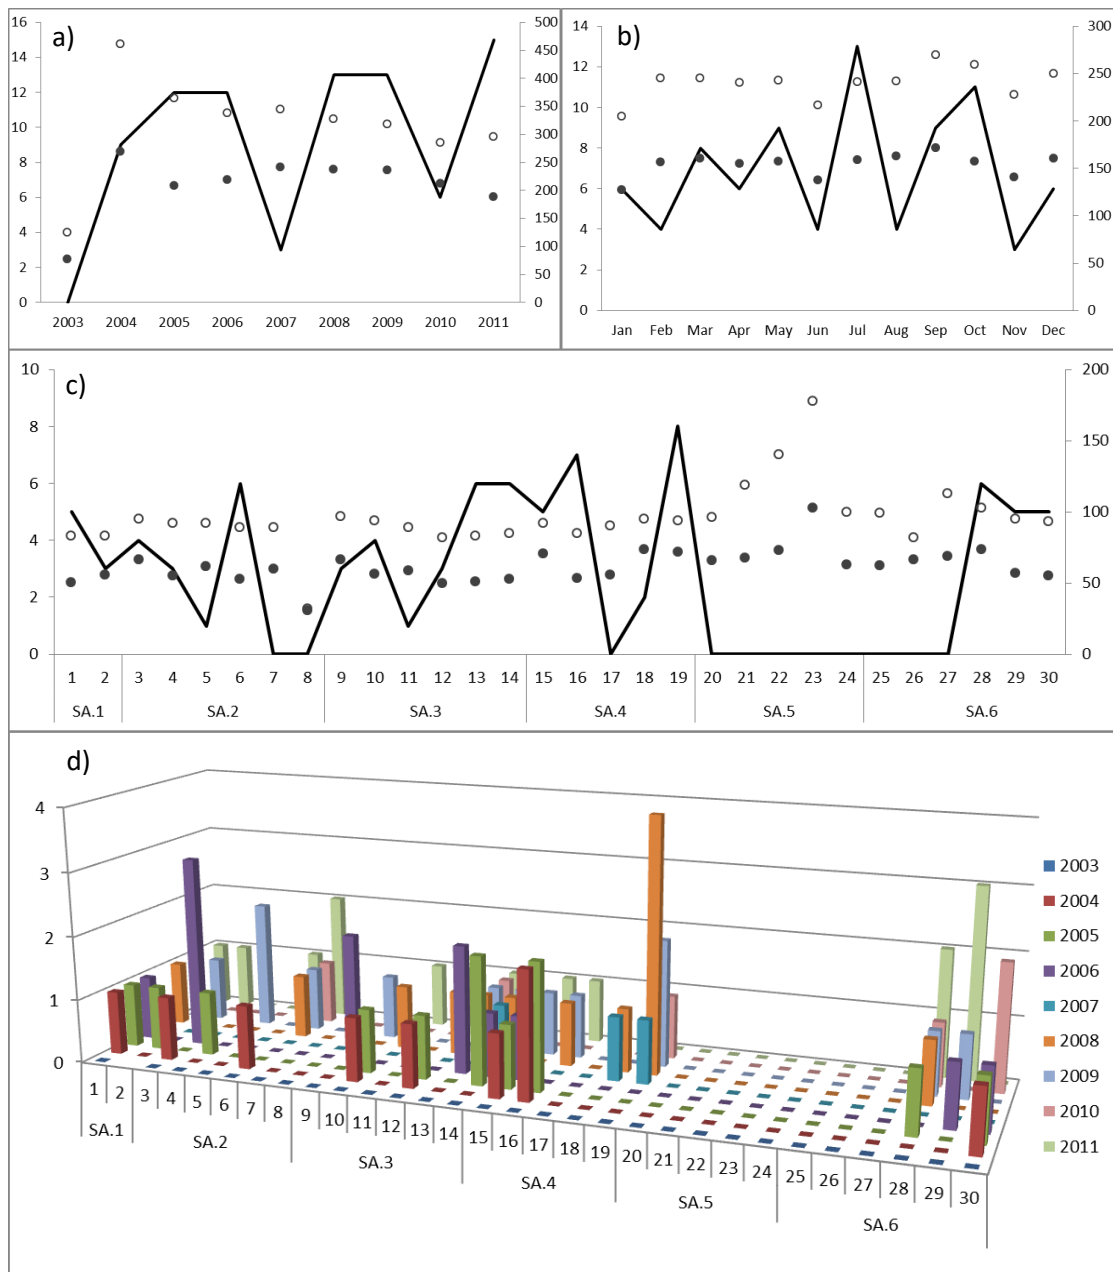 a)
16 14 12 10 8 6 4 2 0
500 450 400 350 300 250 200 150 100 50 0
2003 2004 2005 2006 2007 2008 2009 2010 2011
b)
14 12 10 8 6 4 2 0
300 250 200 150 100 50 0
Jan Feb Mar Apr May Jun Jul Aug Sep Oct Nov Dec
c)
10 8 6 4 2 0
200 150 100 50 0
1 2 3 4 5 6 7 8 9 10 11 12 13 14 15 16 17 18 19 20 21 22 23 24 25 26 27 28 29 30
SA.1 SA.2 SA.3 SA.4 SA.5 SA.6
d)
4 3 2 1 0
1 2 3 4 5 6 7 8 9 10 11 12 13 14 15 16 17 18 19 20 21 22 23 24 25 26 27 28 29 30
SA.1 SA.2 SA.3 SA.4 SA.5 SA.6
2003
2004
2005
2006
2007
2008
2009
2010
2011